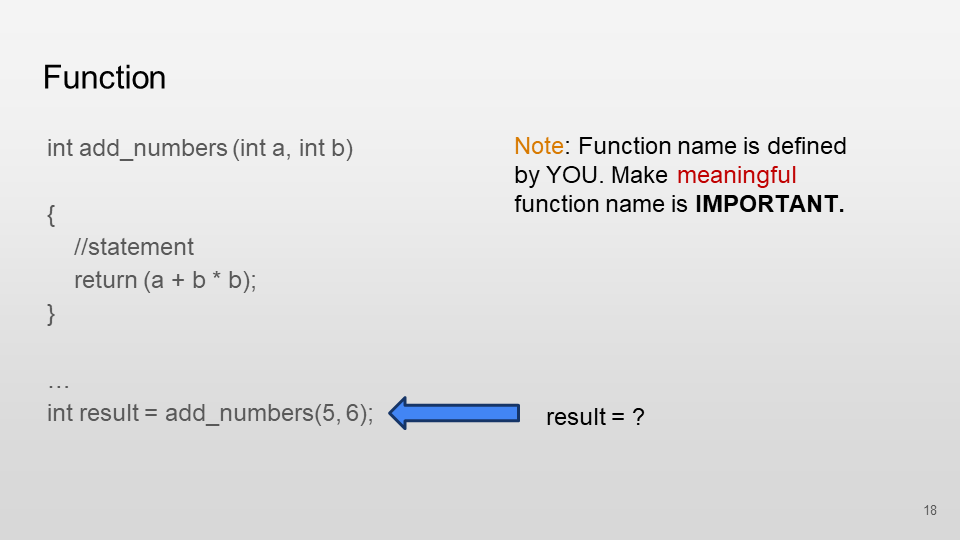 Function
int add_numbers (int a, int b)
{
//statement
return (a + b * b);
}
…
int result = add_numbers(5, 6);
Note: Function name is defined
by YOU. Make meaningful
function name is IMPORTANT.
result = ?
18